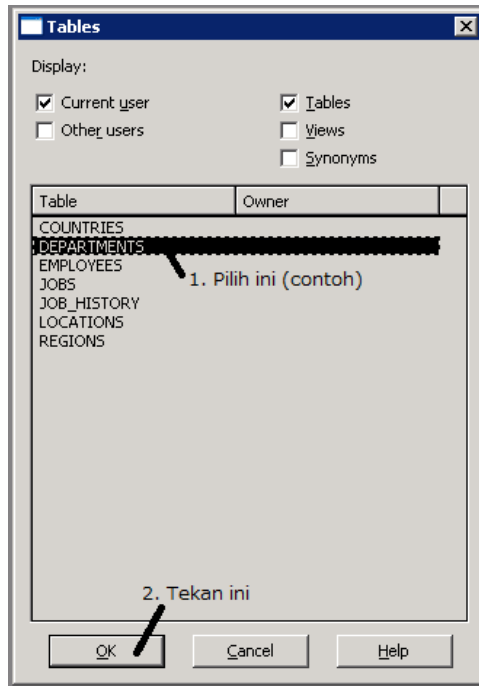 Tables
Display:
Current user
Tables
Other users
Views
Synonyms
Table Owner
COUNTRIES
DEPARTMENTS
EMPLOYEES
1. Pilih ini (contoh)
JOBS
JOB_HISTORY
LOCATIONS
REGIONS
2. Tekan ini
OK Cancel Help